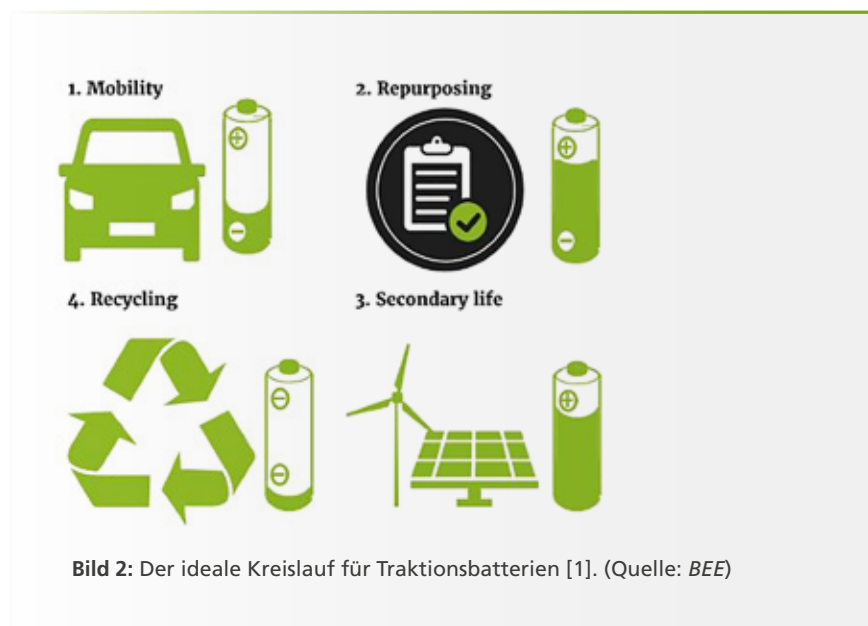 1. Mobility
2. Repurposing
4. Recycling
3. Secondary life
Bild 2: Der ideale Kreislauf für Traktionsbatterien [1]. (Quelle: BEE)